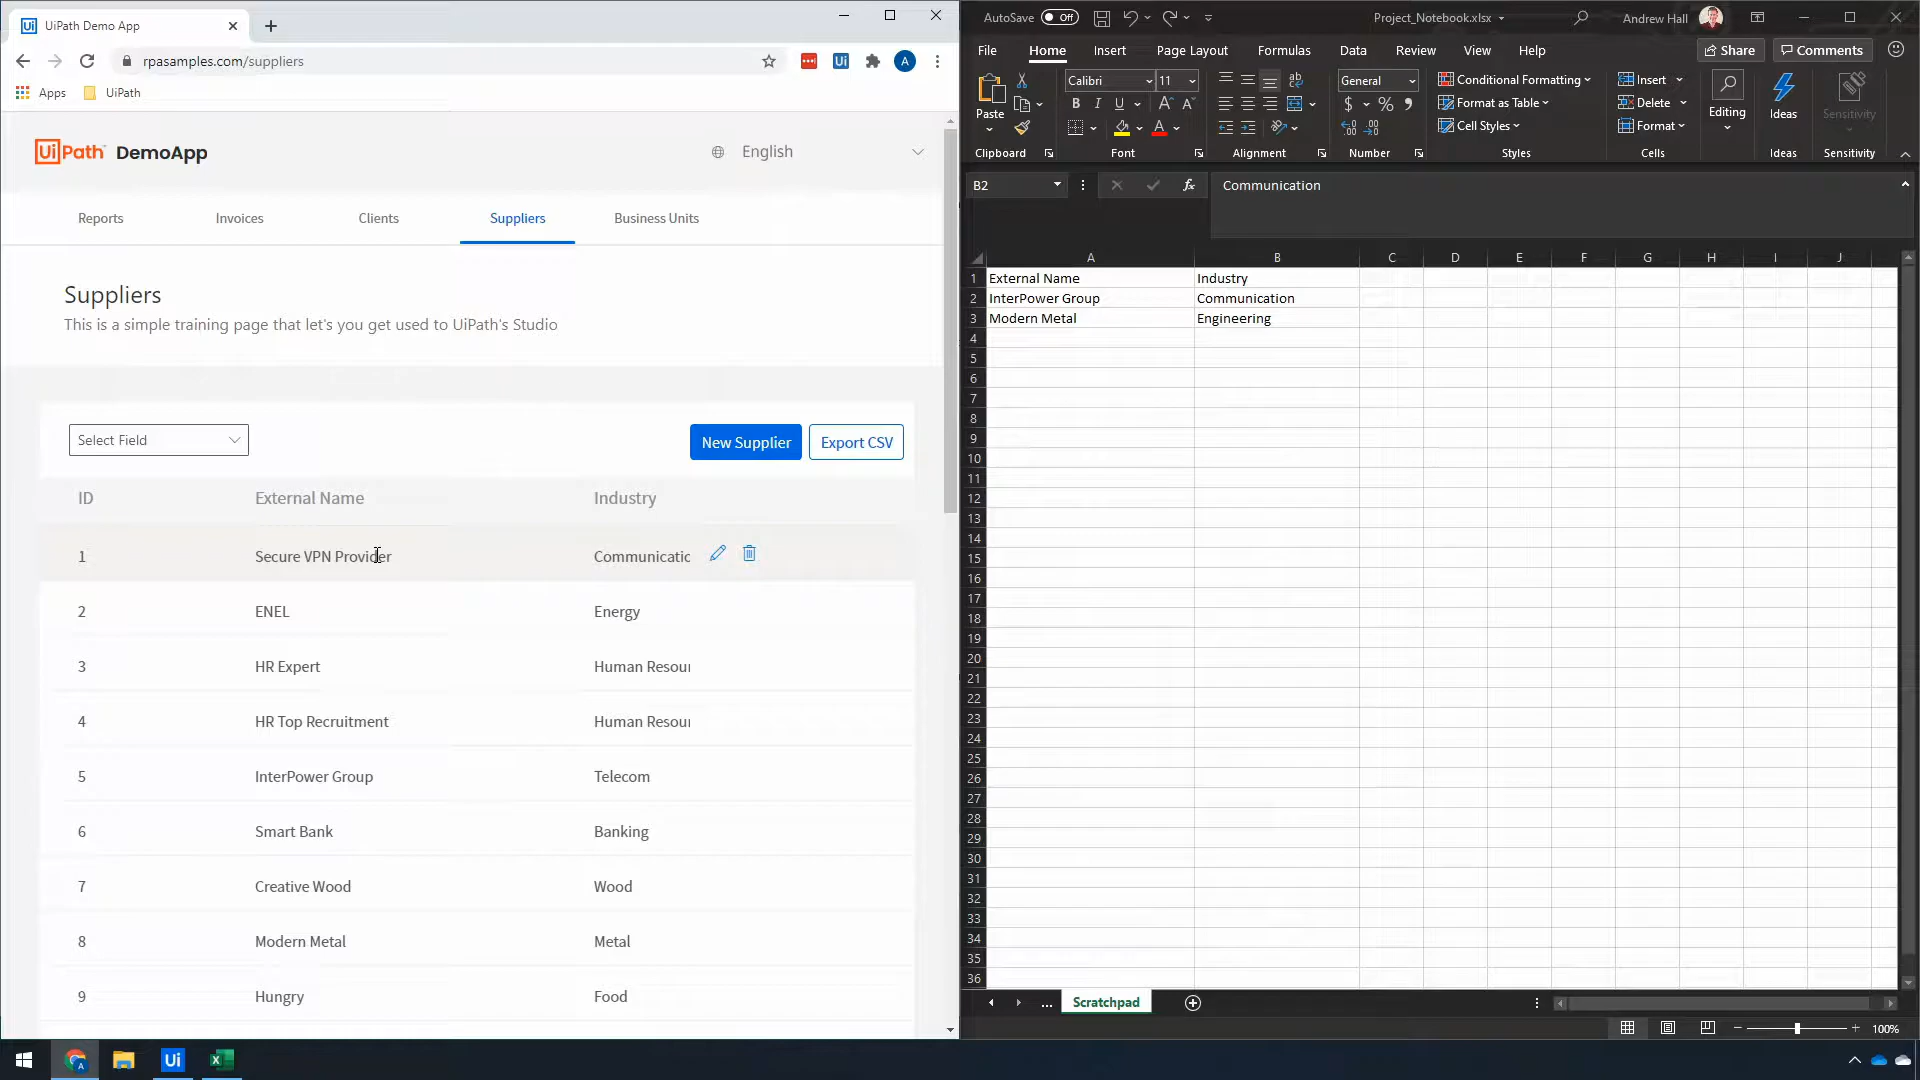 UiPath Demo App
rpasamples.com/suppliers
Apps
UiPath
UiPath DemoApp
English
Reports
Invoices
Clients
Suppliers
Business Units
Suppliers
This is a simple training page that let's you get used to UiPath's Studio
Select Field
New Supplier
Export CSV
ID External Name Industry
1 Secure VPN Provider Communicatic
2 ENEL Energy
3 HR Expert Human Resour
4 HR Top Recruitment Human Resour
5 InterPower Group Telecom
6 Smart Bank Banking
7 Creative Wood Wood
8 Modern Metal Metal
9 Hungry Food
AutoSave Off
Project_Notebook.xlsx
Andrew Hall
File Home Insert Page Layout Formulas Data Review View Help
Share
Comments
Paste
Clipboard
Calibri 11
B I U
Font
Alignment
General
$ % ,
Number
Conditional Formatting
Format as Table
Cell Styles
Styles
Insert
Delete
Format
Cells
Editing
Ideas
Ideas
Sensitivity
Sensitivity
B2
fx
Communication
A B C D E F G H I J
1 External Name Industry
2 InterPower Group Communication
3 Modern Metal Engineering
4
5
6
7
8
9
10
11
12
13
14
15
16
17
18
19
20
21
22
23
24
25
26
27
28
29
30
31
32
33
34
35
36
... Scratchpad
100%